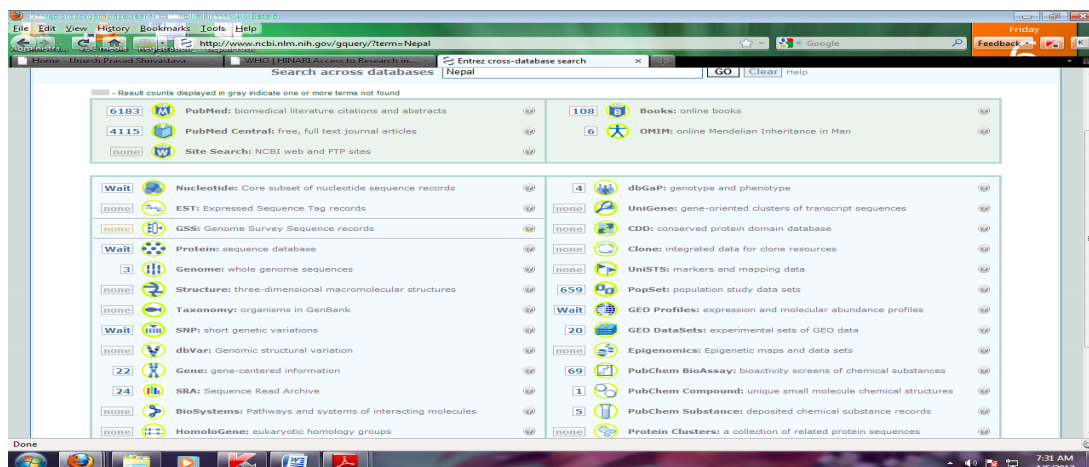 Entrez cross-database search - Mozilla Firefox 4.0 Beta 6
File Edit View History Bookmarks Tools Help
Friday
http://www.ncbi.nlm.nih.gov/gquery/?term=Nepal
Google
Feedback
Home - Umesh Prasad Shrivastava
WHO | HINARI Access to Research in...
Entrez cross-database search
Search across databases Nepal GO Clear Help
- Result counts displayed in gray indicate one or more terms not found
6183 PubMed: biomedical literature citations and abstracts
108 Books: online books
4115 PubMed Central: free, full text journal articles
6 OMIM: online Mendelian Inheritance in Man
none Site Search: NCBI web and FTP sites
Wait Nucleotide: Core subset of nucleotide sequence records
4 dbGaP: genotype and phenotype
none EST: Expressed Sequence Tag records
none UniGene: gene-oriented clusters of transcript sequences
none GSS: Genome Survey Sequence records
none CDD: conserved protein domain database
Wait Protein: sequence database
none Clone: integrated data for clone resources
3 Genome: whole genome sequences
none UniSTS: markers and mapping data
none Structure: three-dimensional macromolecular structures
659 PopSet: population study data sets
none Taxonomy: organisms in GenBank
Wait GEO Profiles: expression and molecular abundance profiles
Wait SNP: short genetic variations
20 GEO DataSets: experimental sets of GEO data
none dbVar: Genomic structural variation
none Epigenomics: Epigenetic maps and data sets
22 Gene: gene-centered information
69 PubChem BioAssay: bioactivity screens of chemical substances
24 SRA: Sequence Read Archive
1 PubChem Compound: unique small molecule chemical structures
none BioSystems: Pathways and systems of interacting molecules
5 PubChem Substance: deposited chemical substance records
none HomoloGene: eukaryotic homology groups
none Protein Clusters: a collection of related protein sequences
Done
7:31 AM